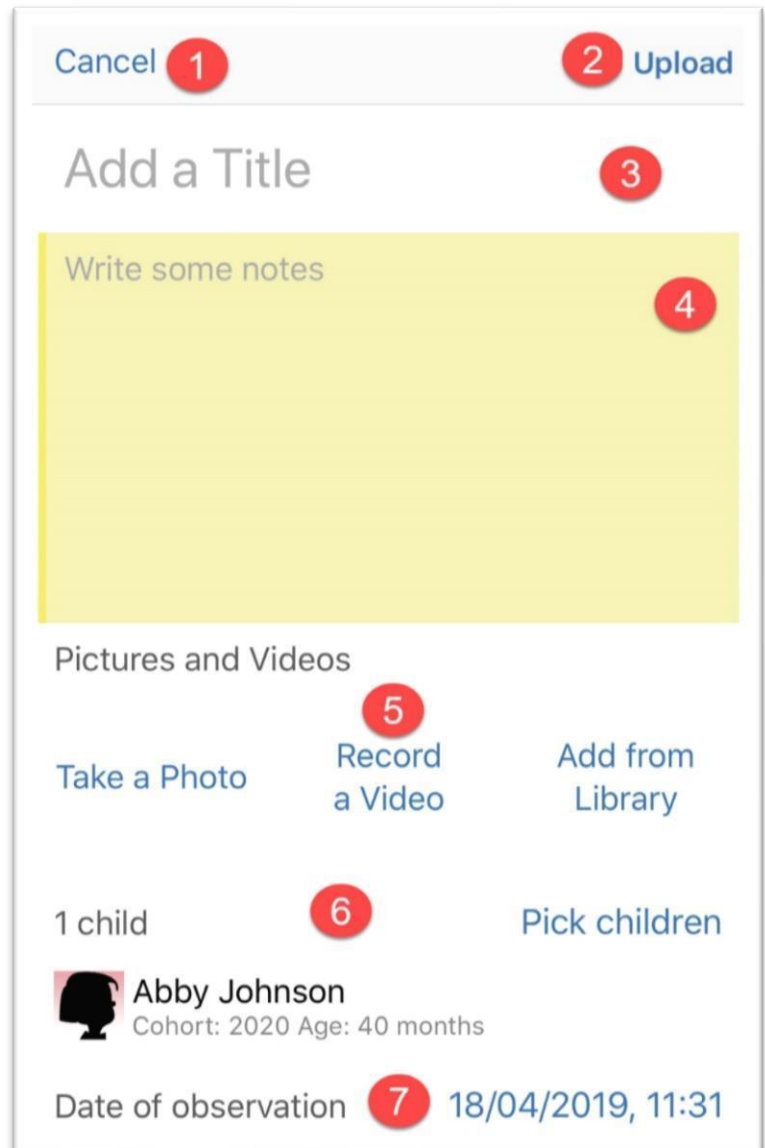 Cancel 1 2 Upload
Add a Title 3
Write some notes
4
Pictures and Videos
5
Take a Photo Record a Video Add from Library
1 child 6 Pick children
Abby Johnson
Cohort: 2020 Age: 40 months
Date of observation 7 18/04/2019, 11:31